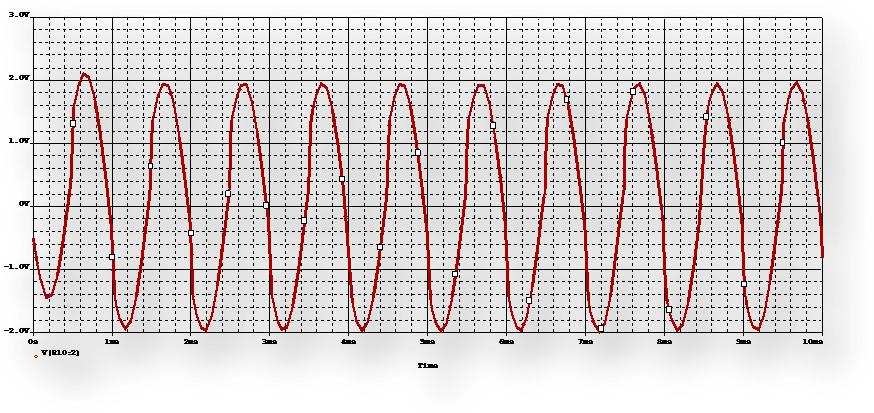 3.0V
2.0V
1.0V
0V
-1.0V
-2.0V
0s 1ms 2ms 3ms 4ms 5ms 6ms 7ms 8ms 9ms 10ms
V(R10:2)
Time